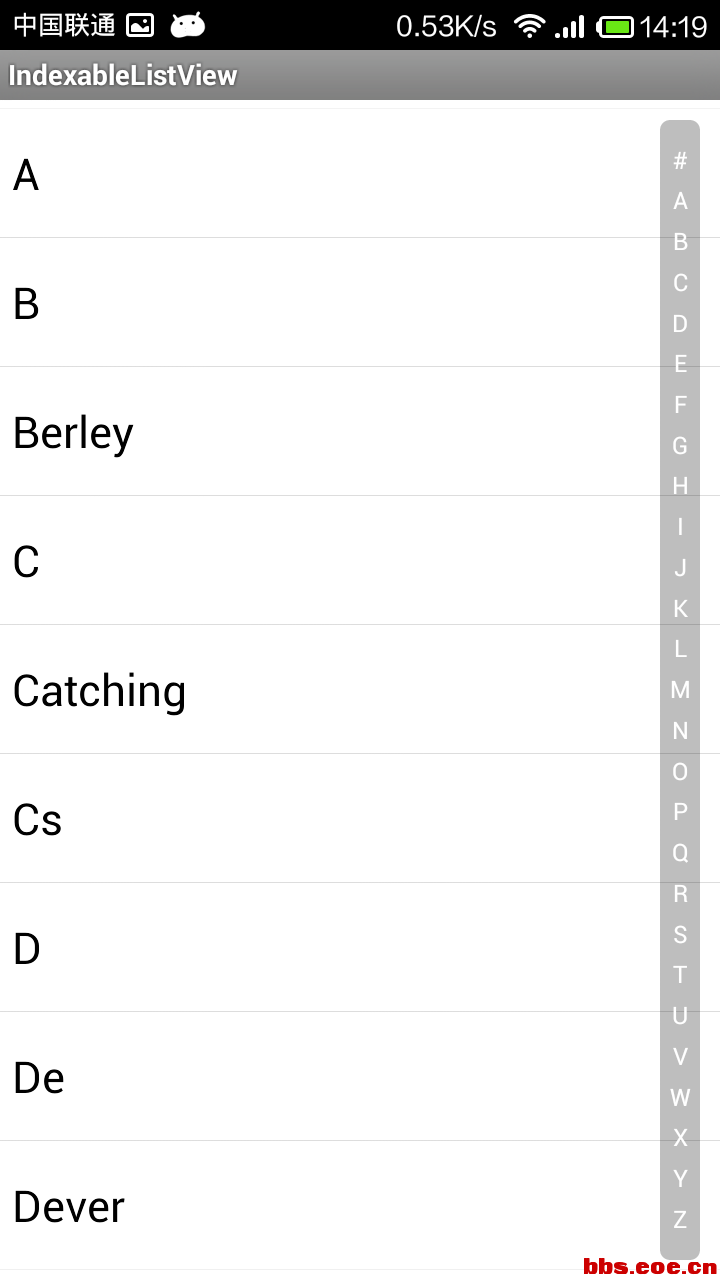 中国联通 0.53K/s 14:19
IndexableListView
A
B
Berley
C
Catching
Cs
D
De
Dever
#
A
B
C
D
E
F
G
H
I
J
K
L
M
N
O
P
Q
R
S
T
U
V
W
X
Y
Z
bbs.eoe.cn